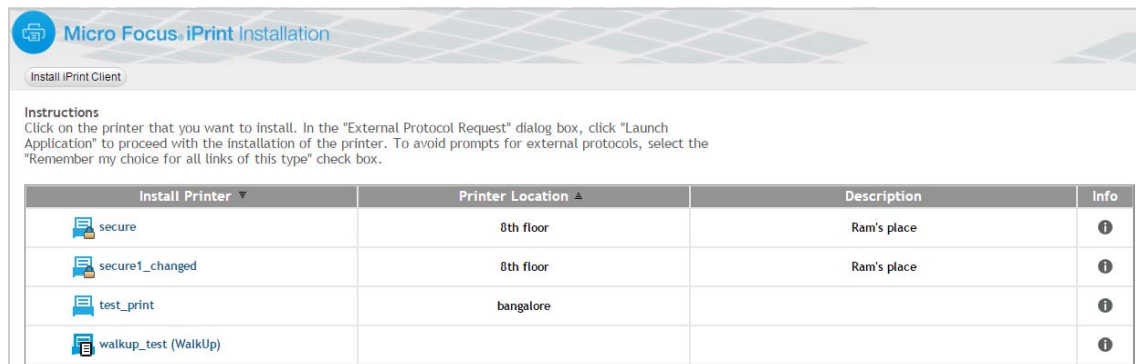 Micro Focus® iPrint Installation
Install iPrint Client
Instructions
Click on the printer that you want to install. In the "External Protocol Request" dialog box, click "Launch
Application" to proceed with the installation of the printer. To avoid prompts for external protocols, select the
"Remember my choice for all links of this type" check box.
Install Printer ▼ Printer Location ▲ Description Info
secure 8th floor Ram's place
secure1_changed 8th floor Ram's place
test_print bangalore
walkup_test (WalkUp)